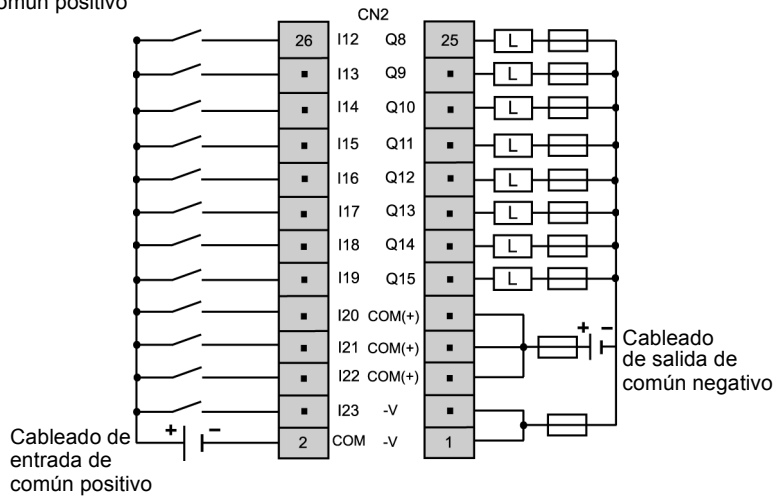 común positivo
CN2
26 I12 Q8 25 L
I13 Q9 L
I14 Q10 L
I15 Q11 L
I16 Q12 L
I17 Q13 L
I18 Q14 L
I19 Q15 L
I20 COM(+)
I21 COM(+)
I22 COM(+)
I23 -V
2 COM -V 1
+ –
Cableado
de salida de
común negativo
+ –
Cableado de
entrada de
común positivo